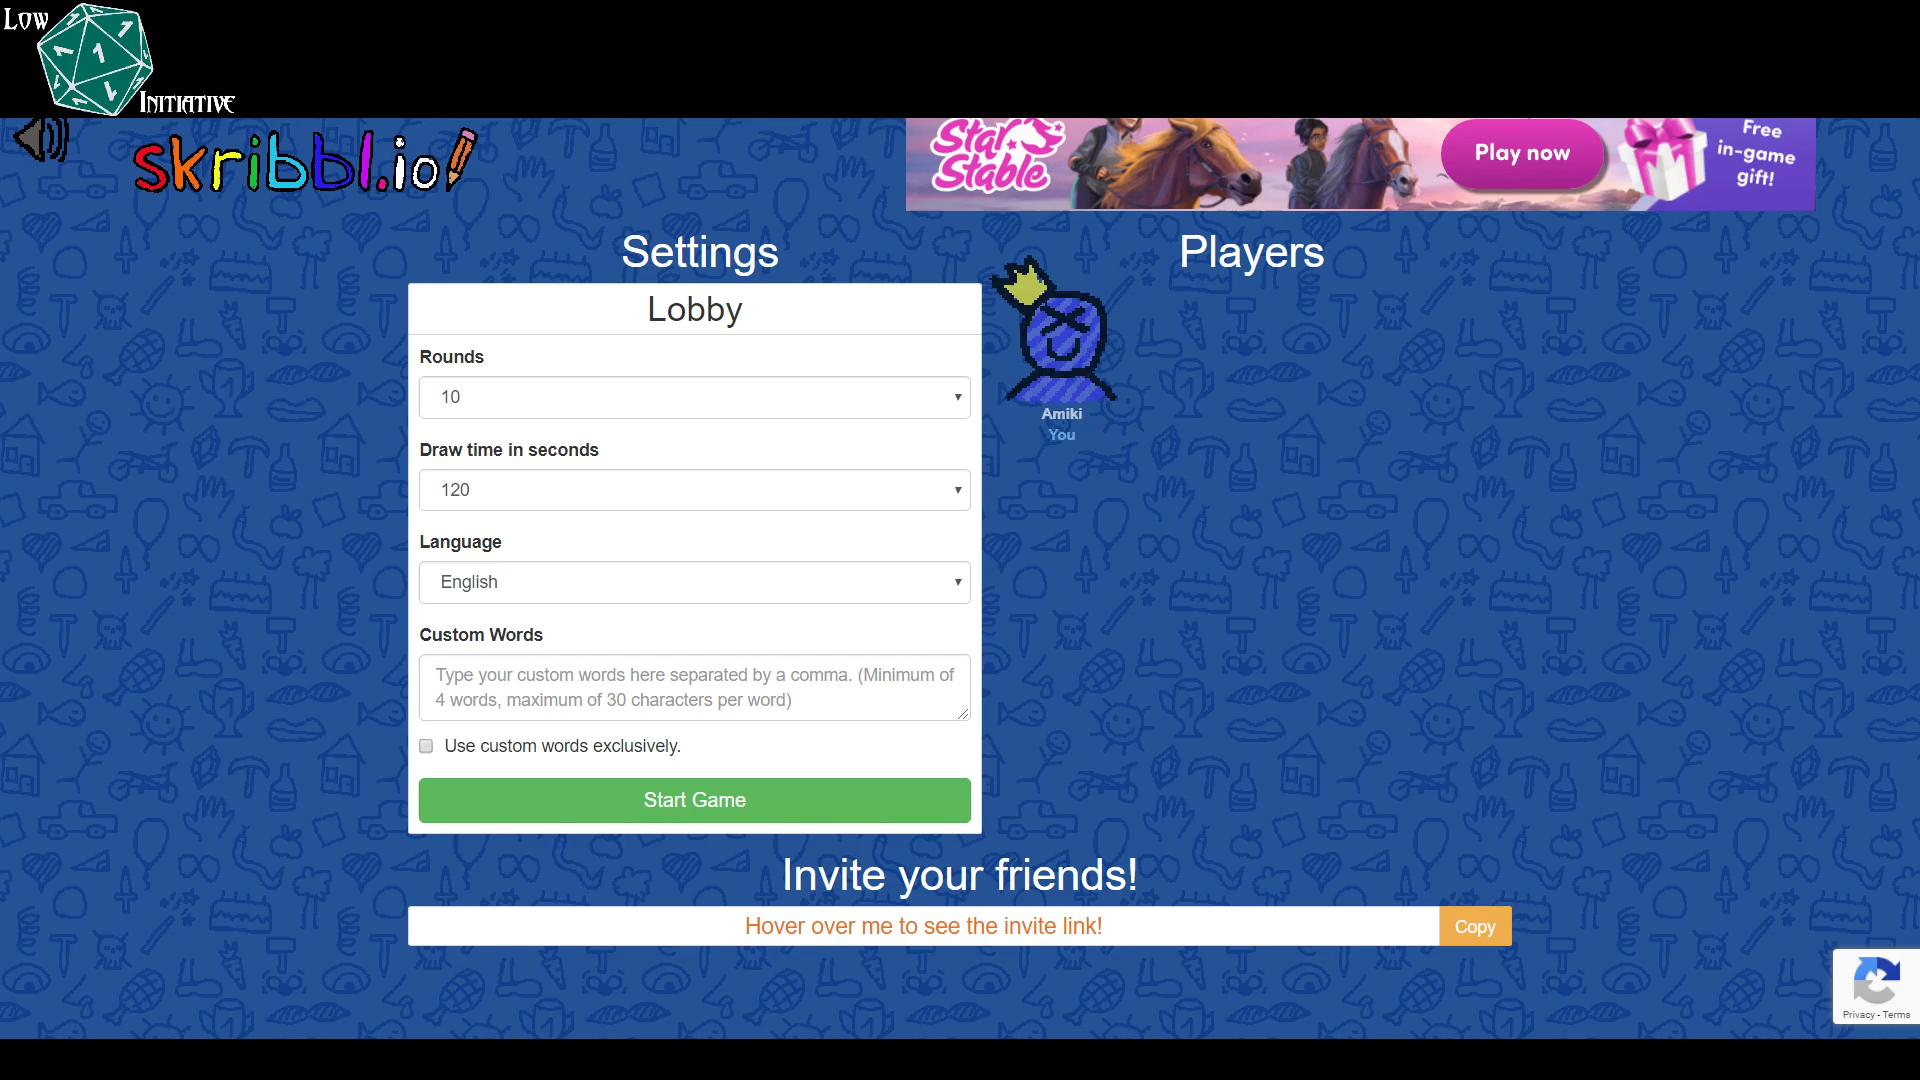 Low
Initiative
skribbl.io
Star
Stable
Play now
Free
in-game
gift!
Settings
Players
Lobby
Rounds
10
Amiki
You
Draw time in seconds
120
Language
English
Custom Words
Type your custom words here separated by a comma. (Minimum of
4 words, maximum of 30 characters per word)
Use custom words exclusively.
Start Game
Invite your friends!
Hover over me to see the invite link!
Copy
Privacy - Terms